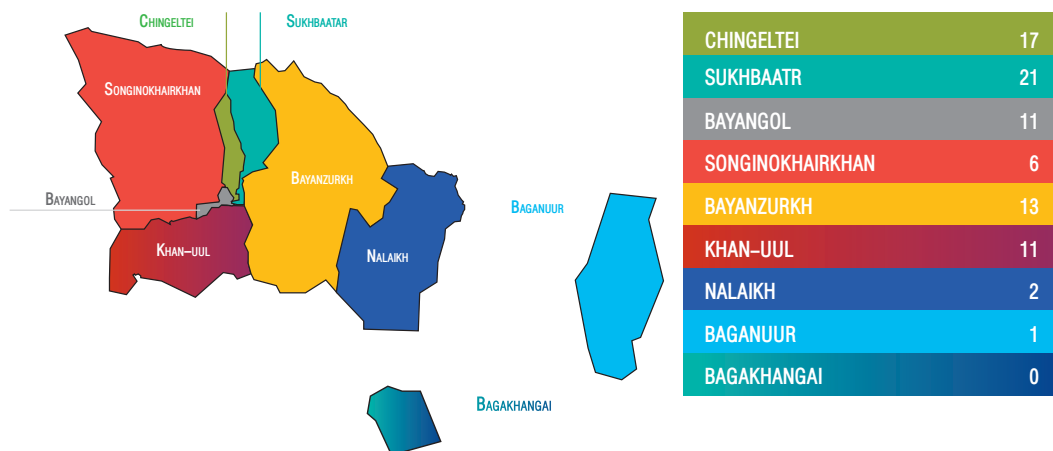 Chingeltei
Sukhbaatar
Songinokhairkhan
Bayanzurkh
Bayangol
Baganuur
Khan-uul
Nalaikh
Bagakhangai
CHINGELTEI 17
SUKHBAATR 21
BAYANGOL 11
SONGINOKHAIRKHAN 6
BAYANZURKH 13
KHAN-UUL 11
NALAIKH 2
BAGANUUR 1
BAGAKHANGAI 0